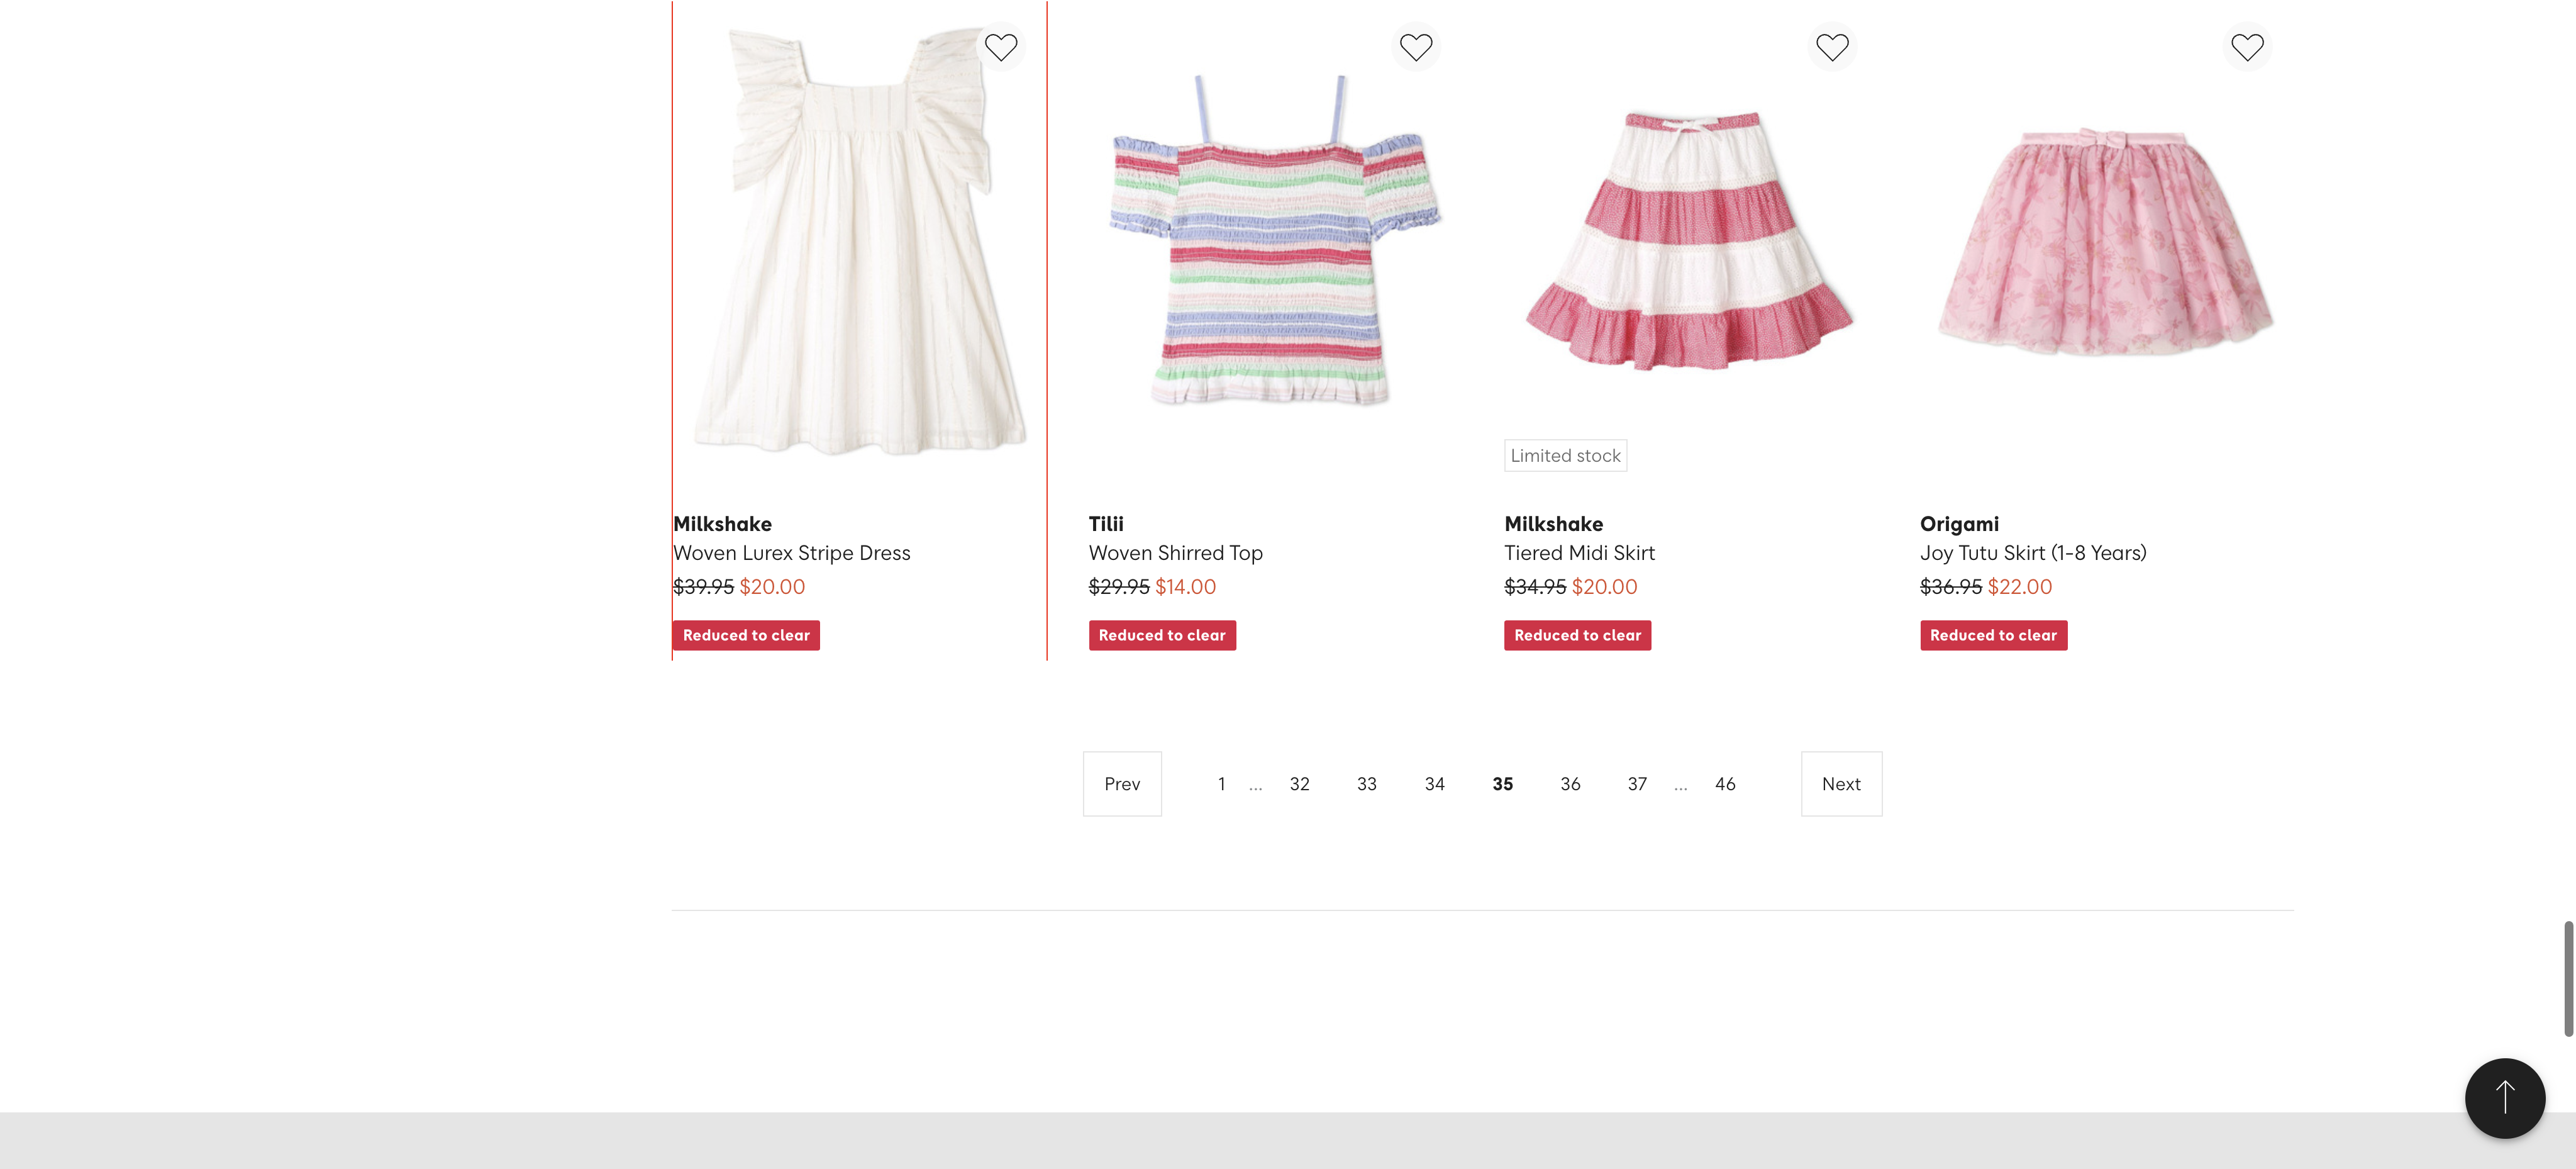 Limited stock
Milkshake
Woven Lurex Stripe Dress
$39.95 $20.00
Reduced to clear
Tilii
Woven Shirred Top
$29.95 $14.00
Reduced to clear
Milkshake
Tiered Midi Skirt
$34.95 $20.00
Reduced to clear
Origami
Joy Tutu Skirt (1-8 Years)
$36.95 $22.00
Reduced to clear
Prev 1 ... 32 33 34 35 36 37 ... 46 Next